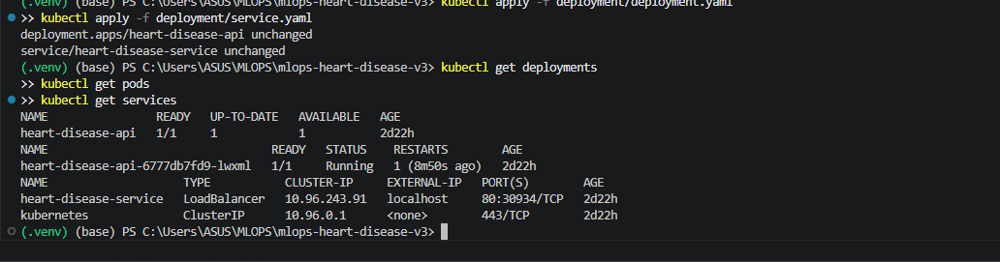 (.venv) (base) PS C:\Users\ASUS\MLOPS\mlops-heart-disease-v3> kubectl apply -f deployment/deployment.yaml
>> kubectl apply -f deployment/service.yaml
deployment.apps/heart-disease-api unchanged
service/heart-disease-service unchanged
(.venv) (base) PS C:\Users\ASUS\MLOPS\mlops-heart-disease-v3> kubectl get deployments
>> kubectl get pods
>> kubectl get services
NAME READY UP-TO-DATE AVAILABLE AGE
heart-disease-api 1/1 1 1 2d22h
NAME READY STATUS RESTARTS AGE
heart-disease-api-6777db7fd9-lwxml 1/1 Running 1 (8m50s ago) 2d22h
NAME TYPE CLUSTER-IP EXTERNAL-IP PORT(S) AGE
heart-disease-service LoadBalancer 10.96.243.91 localhost 80:30934/TCP 2d22h
kubernetes ClusterIP 10.96.0.1 <none> 443/TCP 2d22h
(.venv) (base) PS C:\Users\ASUS\MLOPS\mlops-heart-disease-v3>